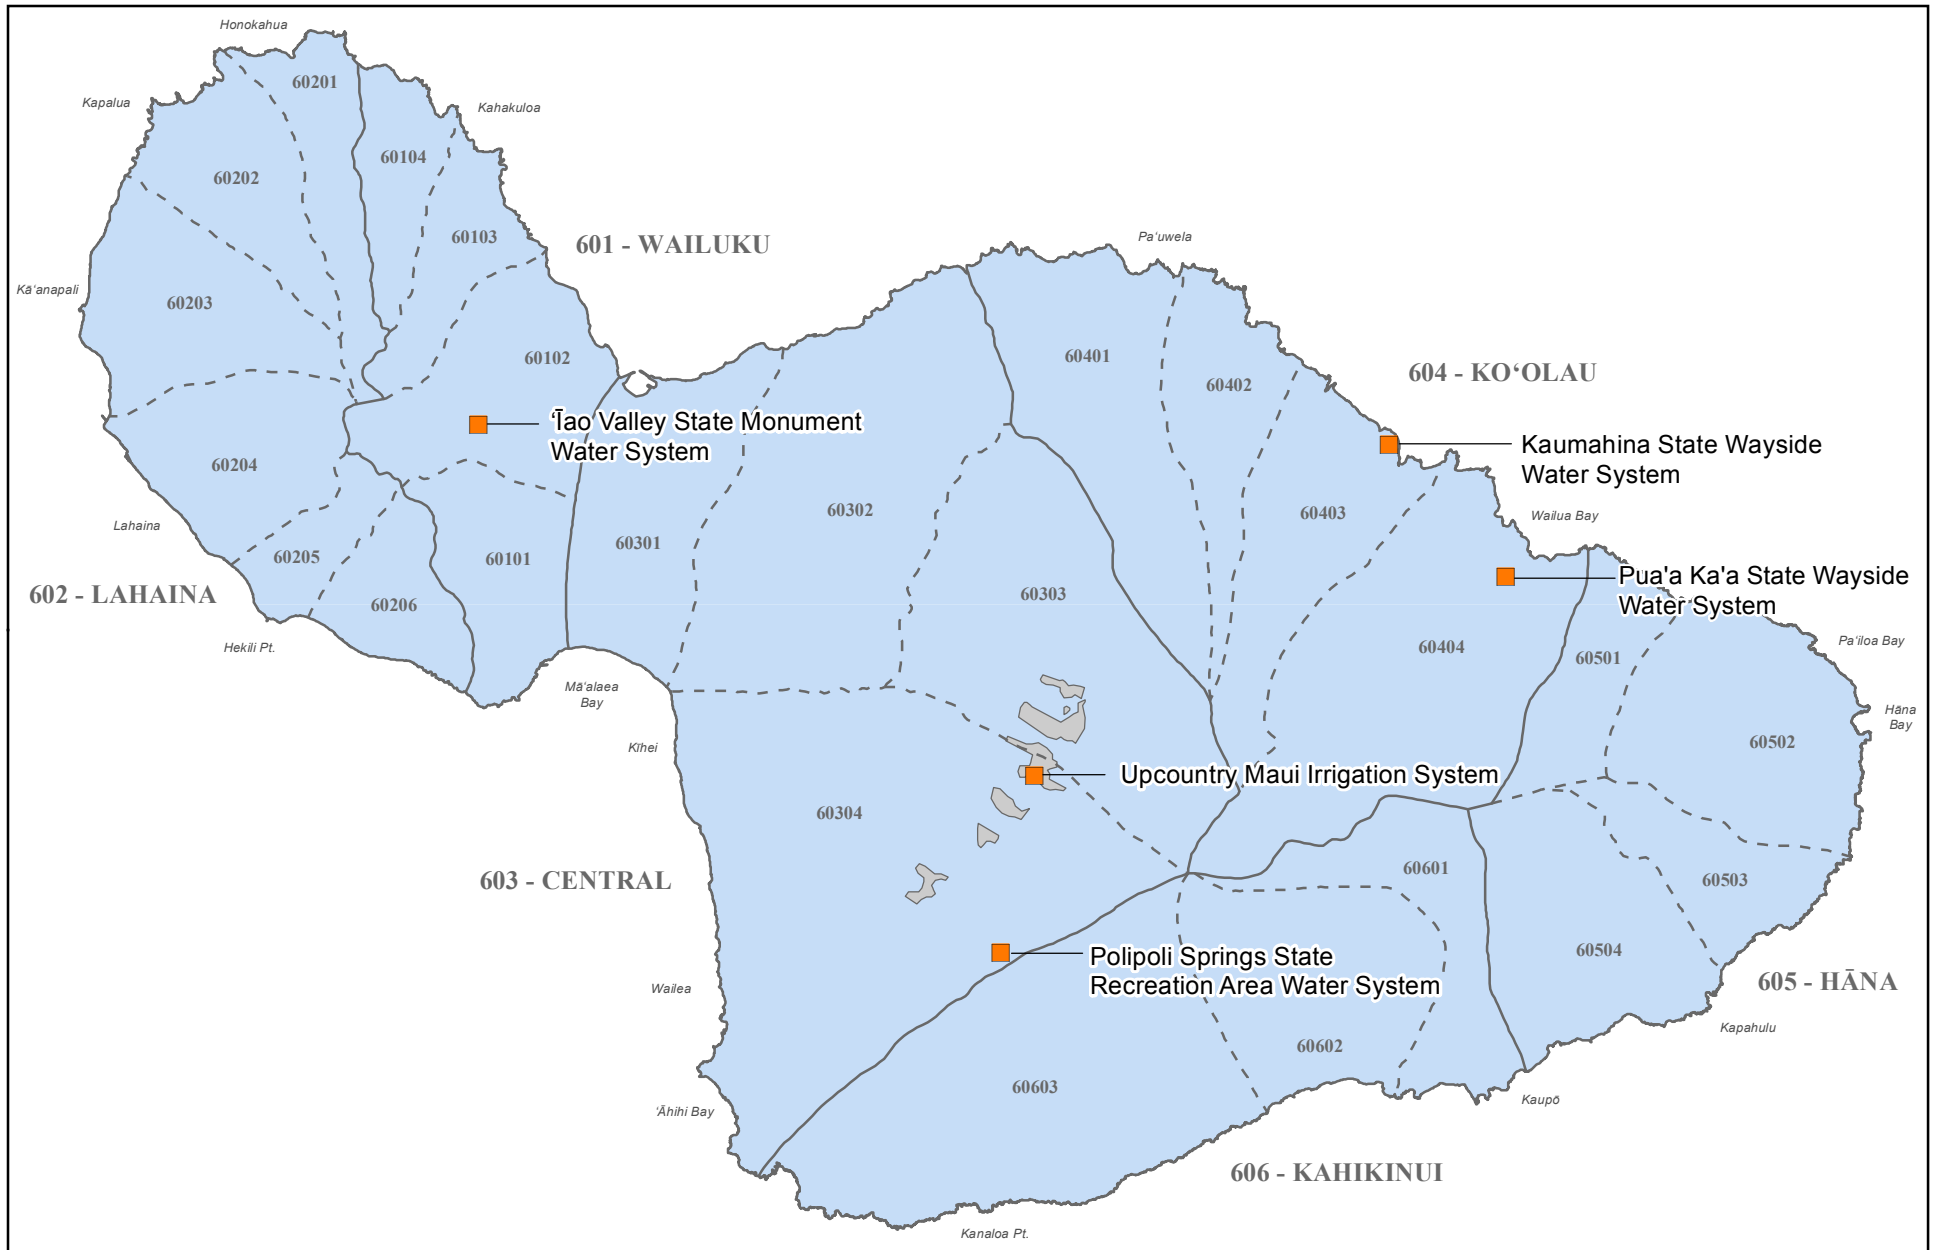 Honokahua
60201
Kapalua
Kahakuloa
60104
60202
60103
601 - WAILUKU
Pa‘uwela
Kā‘anapali
60203
60102
60401
604 - KO‘OLAU
60402
‘Īao Valley State Monument
Water System
Kaumahina State Wayside
Water System
60204
60302
60403
Wailua Bay
Lahaina
60301
60205
60101
Pua'a Ka'a State Wayside
Water System
602 - LAHAINA
60206
60303
Hekili Pt.
60404
60501
Pa‘iloa Bay
Mā‘alaea
Bay
Hāna
Bay
Kīhei
60502
Upcountry Maui Irrigation System
60304
60601
603 - CENTRAL
60503
Polipoli Springs State
Recreation Area Water System
60504
605 - HĀNA
Wailea
Kapahulu
60602
60603
Kaupō
‘Āhihi Bay
606 - KAHIKINUI
Kanaloa Pt.